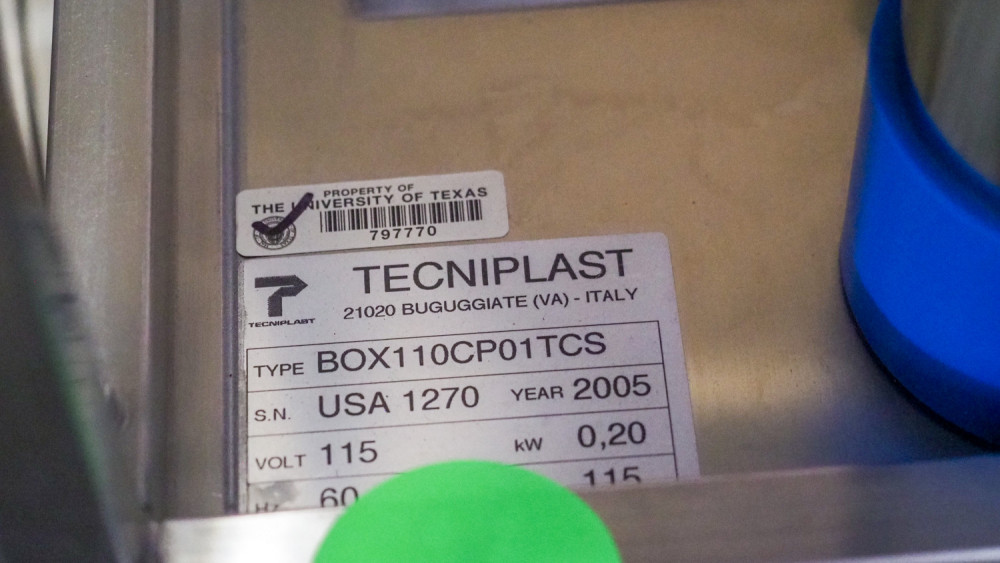 PROPERTY OF
THE UNIVERSITY OF TEXAS
797770
TECNIPLAST
21020 BUGUGGIATE (VA) - ITALY
TECNIPLAST
TYPE BOX110CP01TCS
S.N. USA 1270 YEAR 2005
VOLT 115 kW 0,20
Hz 60 115